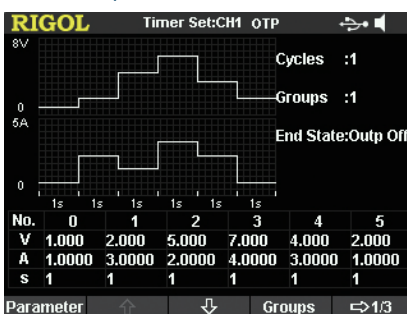 RIGOL Timer Set:CH1 OTP
8V
Cycles :1
0
Groups :1
5A
End State:Outp Off
0
1s 1s 1s 1s 1s
No. 0 1 2 3 4 5
V 1.000 2.000 5.000 7.000 4.000 2.000
A 1.0000 3.0000 2.0000 4.0000 3.0000 1.0000
s 1 1 1 1 1 1
Parameter Groups 1/3